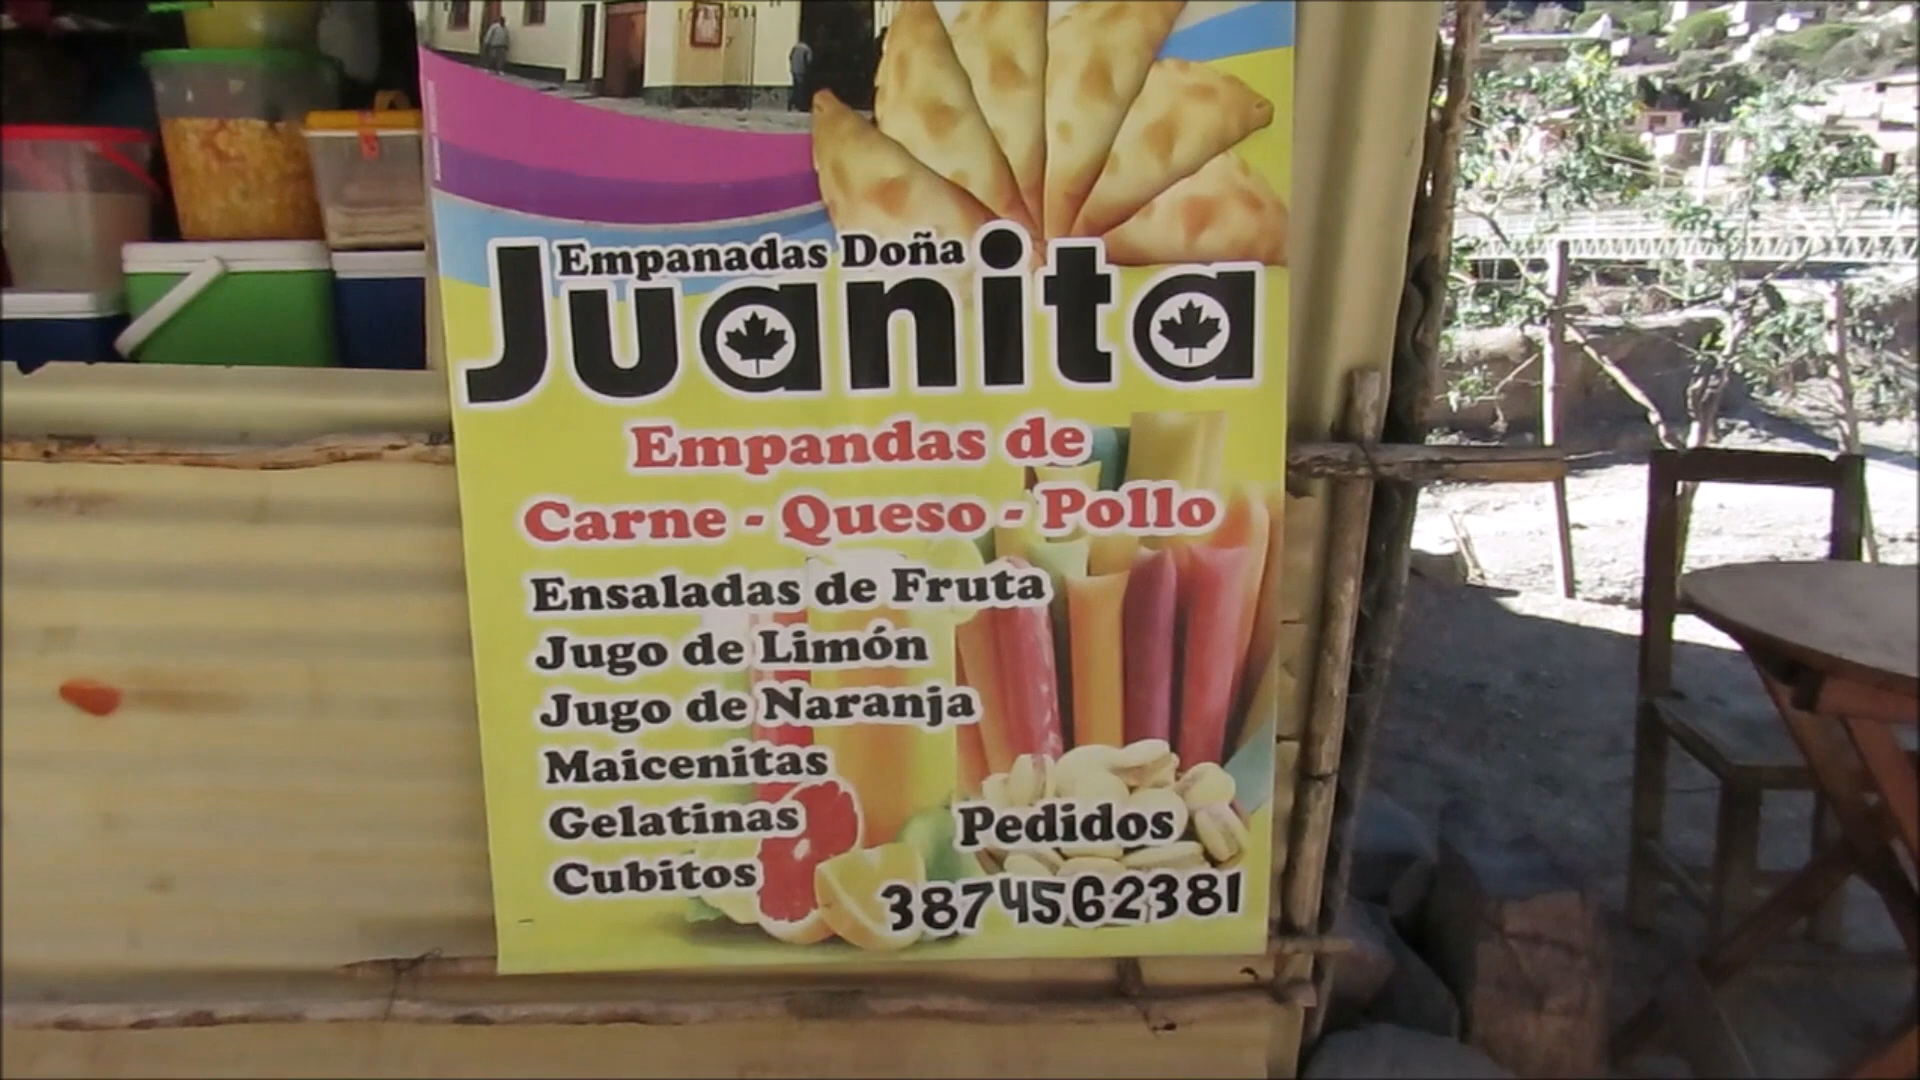 Empanadas Doña
Juanita
Empandas de
Carne - Queso - Pollo
Ensaladas de Fruta
Jugo de Limón
Jugo de Naranja
Maicenitas
Gelatinas
Cubitos
Pedidos
3874562381